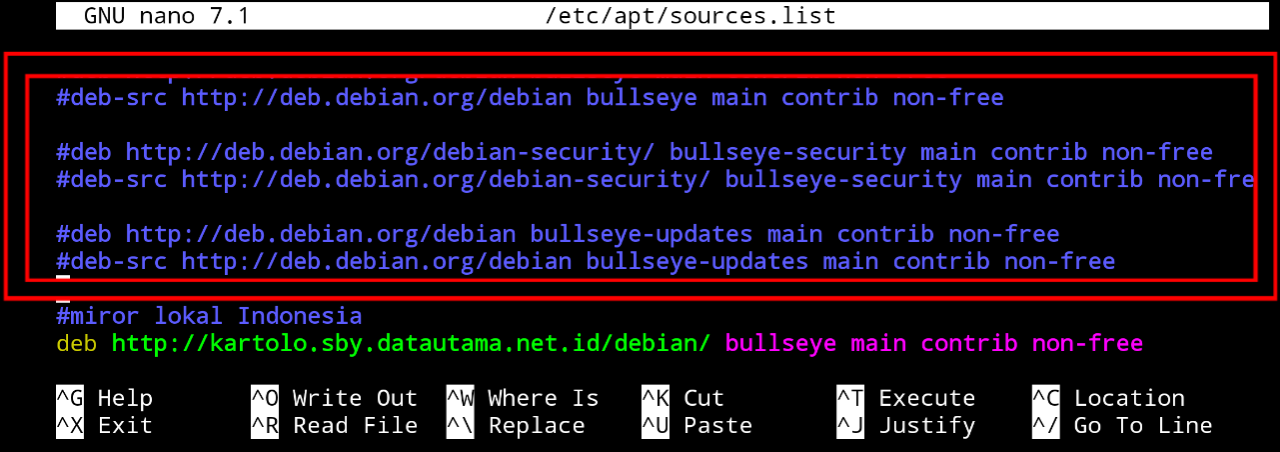 GNU nano 7.1 /etc/apt/sources.list
#deb-src http://deb.debian.org/debian bullseye main contrib non-free
#deb http://deb.debian.org/debian-security/ bullseye-security main contrib non-free
#deb-src http://deb.debian.org/debian-security/ bullseye-security main contrib non-fre
#deb http://deb.debian.org/debian bullseye-updates main contrib non-free
#deb-src http://deb.debian.org/debian bullseye-updates main contrib non-free
#miror lokal Indonesia
deb http://kartolo.sby.datautama.net.id/debian/ bullseye main contrib non-free
^G Help ^O Write Out ^W Where Is ^K Cut ^T Execute ^C Location
^X Exit ^R Read File ^\ Replace ^U Paste ^J Justify ^/ Go To Line